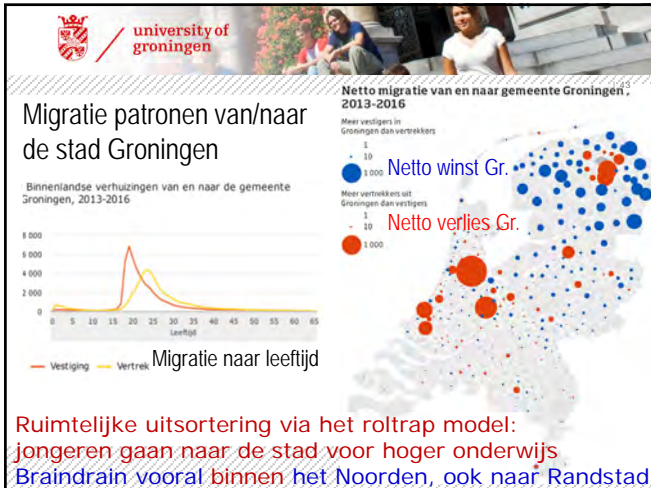 university of
groningen
43
Migratie patronen van/naar
de stad Groningen
Binnenlandse verhuizingen van en naar de gemeente
Groningen, 2013-2016
8 000
6 000
4 000
2 000
0
0 5 10 15 20 25 30 35 40 45 50 55 60 65
Leeftijd
Vestiging Vertrek
Migratie naar leeftijd
Netto migratie van en naar gemeente Groningen,
2013-2016
Meer vestigers in
Groningen dan vertrekkers
1
10
1 000
Netto winst Gr.
Meer vertrekkers uit
Groningen dan vestigers
1
10
1 000
Netto verlies Gr.
Ruimtelijke uitsortering via het roltrap model:
jongeren gaan naar de stad voor hoger onderwijs
Braindrain vooral binnen het Noorden, ook naar Randstad